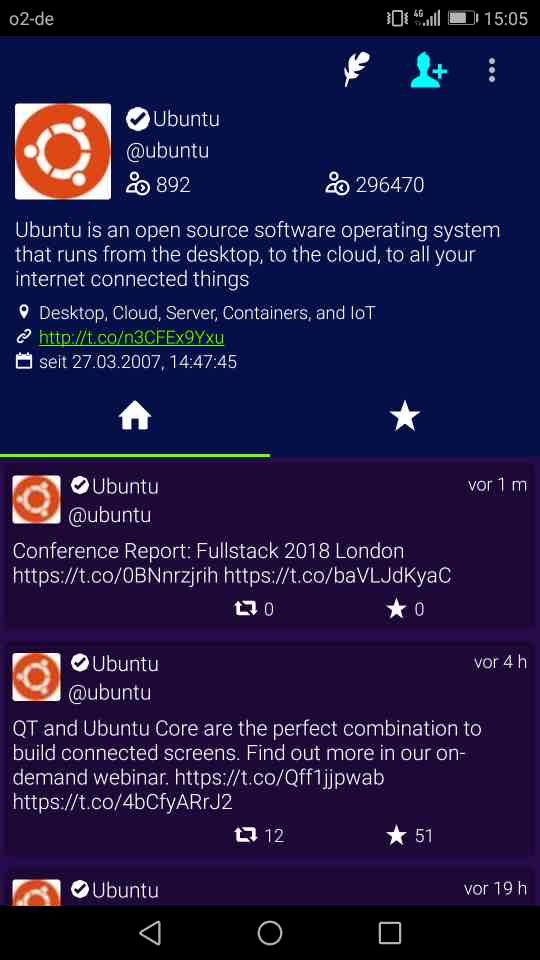 o2-de 4G 15:05
Ubuntu
@ubuntu
892 296470
Ubuntu is an open source software operating system
that runs from the desktop, to the cloud, to all your
internet connected things
Desktop, Cloud, Server, Containers, and IoT
http://t.co/n3CFEx9Yxu
seit 27.03.2007, 14:47:45
Ubuntu vor 1 m
@ubuntu
Conference Report: Fullstack 2018 London
https://t.co/0BNnrzjrih https://t.co/baVLJdKyaC
0 0
Ubuntu vor 4 h
@ubuntu
QT and Ubuntu Core are the perfect combination to
build connected screens. Find out more in our on-
demand webinar. https://t.co/Qff1jjpwab
https://t.co/4bCfyARrJ2
12 51
Ubuntu vor 19 h